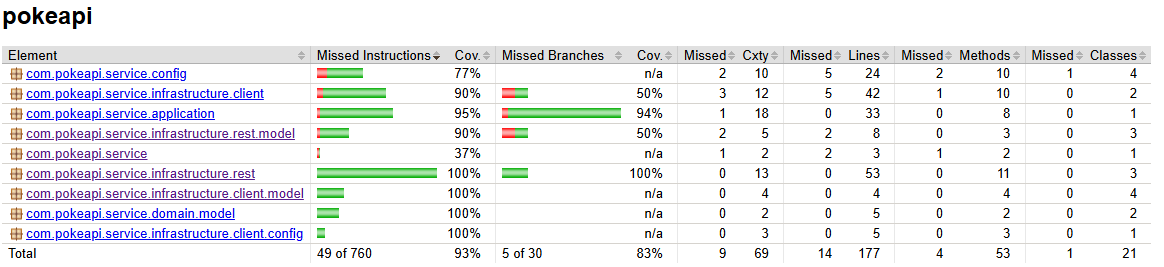 pokeapi
Element Missed Instructions Cov. Missed Branches Cov. Missed Cxty Missed Lines Missed Methods Missed Classes
com.pokeapi.service.config 77% n/a 2 10 5 24 2 10 1 4
com.pokeapi.service.infrastructure.client 90% 50% 3 12 5 42 1 10 0 2
com.pokeapi.service.application 95% 94% 1 18 0 33 0 8 0 1
com.pokeapi.service.infrastructure.rest.model 90% 50% 2 5 2 8 0 3 0 3
com.pokeapi.service 37% n/a 1 2 2 3 1 2 0 1
com.pokeapi.service.infrastructure.rest 100% 100% 0 13 0 53 0 11 0 3
com.pokeapi.service.infrastructure.client.model 100% n/a 0 4 0 4 0 4 0 4
com.pokeapi.service.domain.model 100% n/a 0 2 0 5 0 2 0 2
com.pokeapi.service.infrastructure.client.config 100% n/a 0 3 0 5 0 3 0 1
Total 49 of 760 93% 5 of 30 83% 9 69 14 177 4 53 1 21